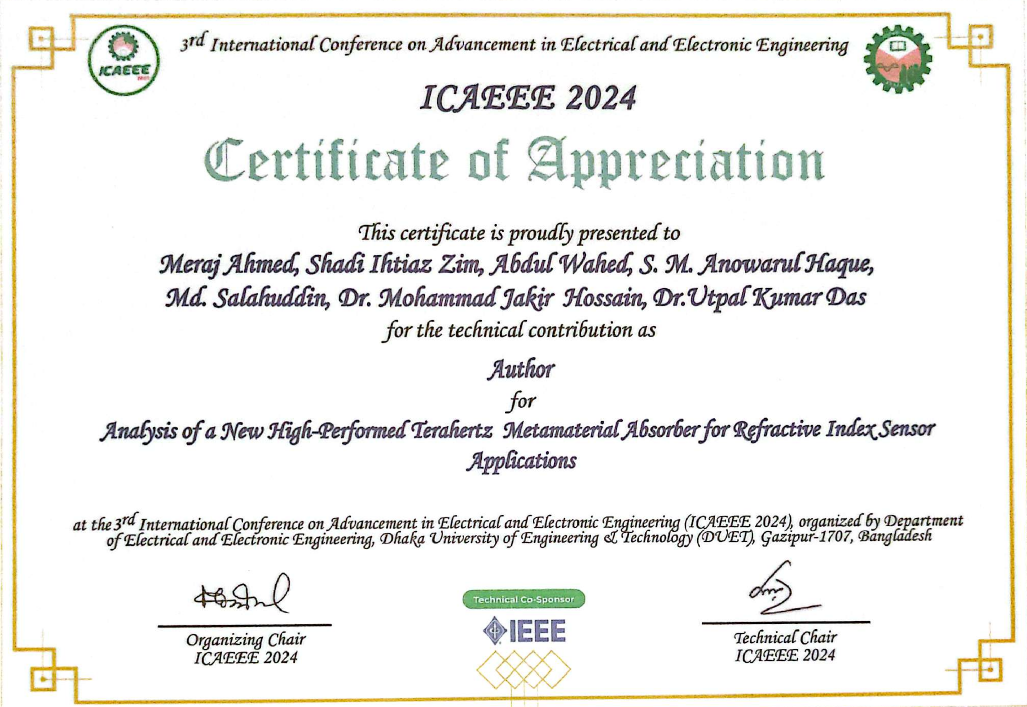 ICAEEE
3rd International Conference on Advancement in Electrical and Electronic Engineering
ICAEEE 2024
Certificate of Appreciation
This certificate is proudly presented to
Meraj Ahmed, Shadi Ihtiaz Zim, Abdul Wahed, S. M. Anowarul Haque,
Md. Salahuddin, Dr. Mohammad Jakir Hossain, Dr.Utpal Kumar Das
for the technical contribution as
Author
for
Analysis of a New High-Performed Terahertz Metamaterial Absorber for Refractive Index Sensor
Applications
at the 3rd International Conference on Advancement in Electrical and Electronic Engineering (ICAEEE 2024), organized by Department
of Electrical and Electronic Engineering, Dhaka University of Engineering & Technology (DUET), Gazipur-1707, Bangladesh
Organizing Chair
ICAEEE 2024
Technical Co-Sponsor
IEEE
Technical Chair
ICAEEE 2024